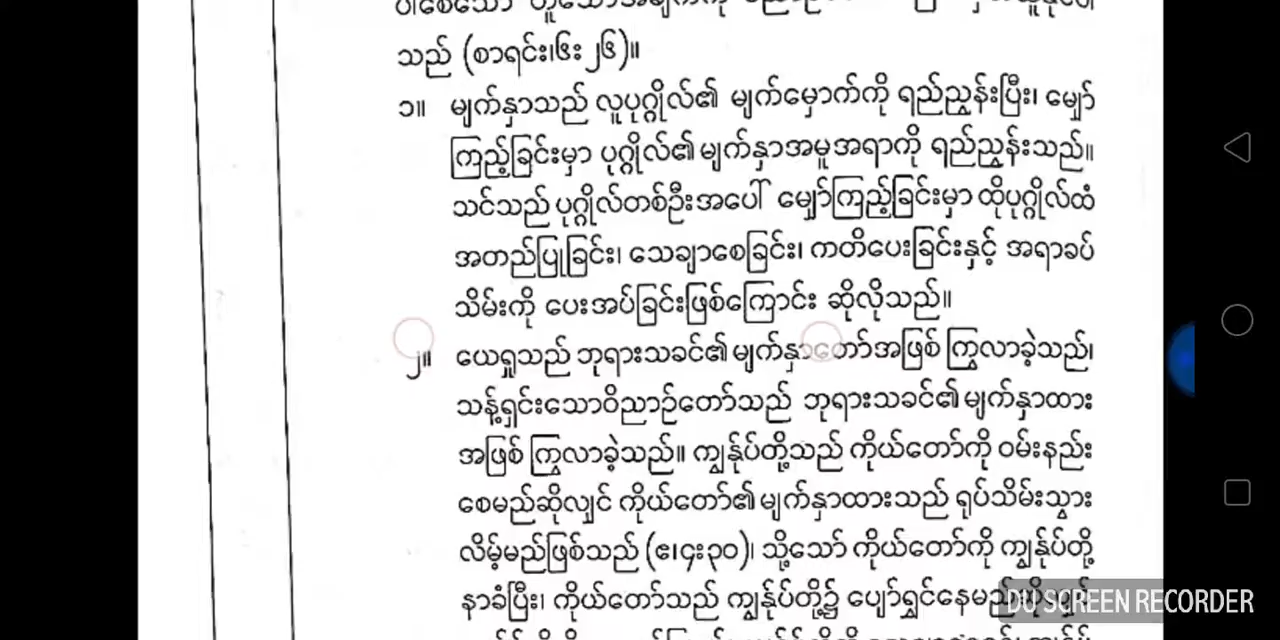 သည် (စာရင်း၊၆း၂၆)။
၁။ မျက်နှာသည် လူပုဂ္ဂိုလ်၏ မျက်မှောက်ကို ရည်ညွှန်းပြီး၊ မျှော်
ကြည့်ခြင်းမှာ ပုဂ္ဂိုလ်၏ မျက်နှာအမူအရာကို ရည်ညွှန်းသည်။
သင်သည် ပုဂ္ဂိုလ်တစ်ဦးအပေါ် မျှော်ကြည့်ခြင်းမှာ ထိုပုဂ္ဂိုလ်ထံ
အတည်ပြုခြင်း၊ သေချာစေခြင်း၊ ကတိပေးခြင်းနှင့် အရာခပ်
သိမ်းကို ပေးအပ်ခြင်းဖြစ်ကြောင်း ဆိုလိုသည်။
၂။ ယေရှုသည် ဘုရားသခင်၏ မျက်နှာတော်အဖြစ် ကြွလာခဲ့သည်၊
သန့်ရှင်းသောဝိညာဉ်တော်သည် ဘုရားသခင်၏ မျက်နှာထား
အဖြစ် ကြွလာခဲ့သည်။ ကျွန်ုပ်တို့သည် ကိုယ်တော်ကို ဝမ်းနည်း
စေမည်ဆိုလျှင် ကိုယ်တော်၏ မျက်နှာထားသည် ရုပ်သိမ်းသွား
လိမ့်မည်ဖြစ်သည် (ဧ၊၄း၃၀)၊ သို့သော် ကိုယ်တော်ကို ကျွန်ုပ်တို့
နာခံပြီး၊ ကိုယ်တော်သည် ကျွန်ုပ်တို့၌ ပျော်ရွှင်နေမည်ဆိုလျှင်
DU SCREEN RECORDER